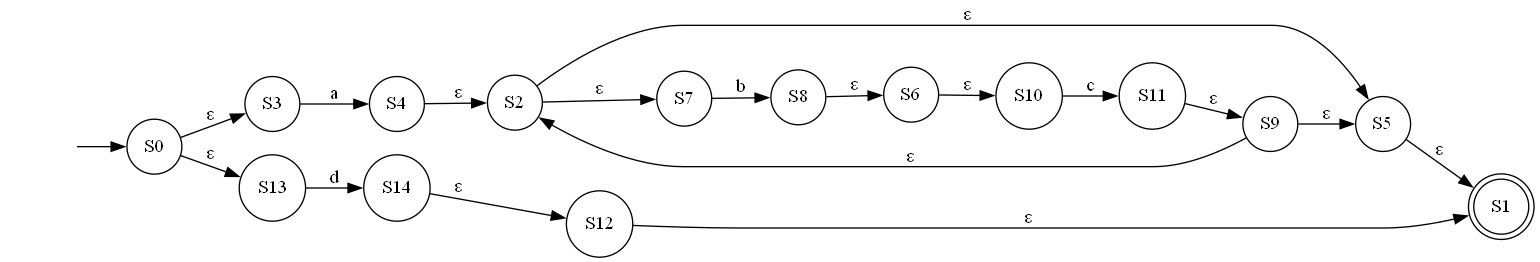 ε
S3 a S4 ε S2 ε S7 b S8 ε S6 ε S10 c S11 ε S9 ε S5
ε
S0 ε
ε ε
S13 d S14 ε
S12 ε S1